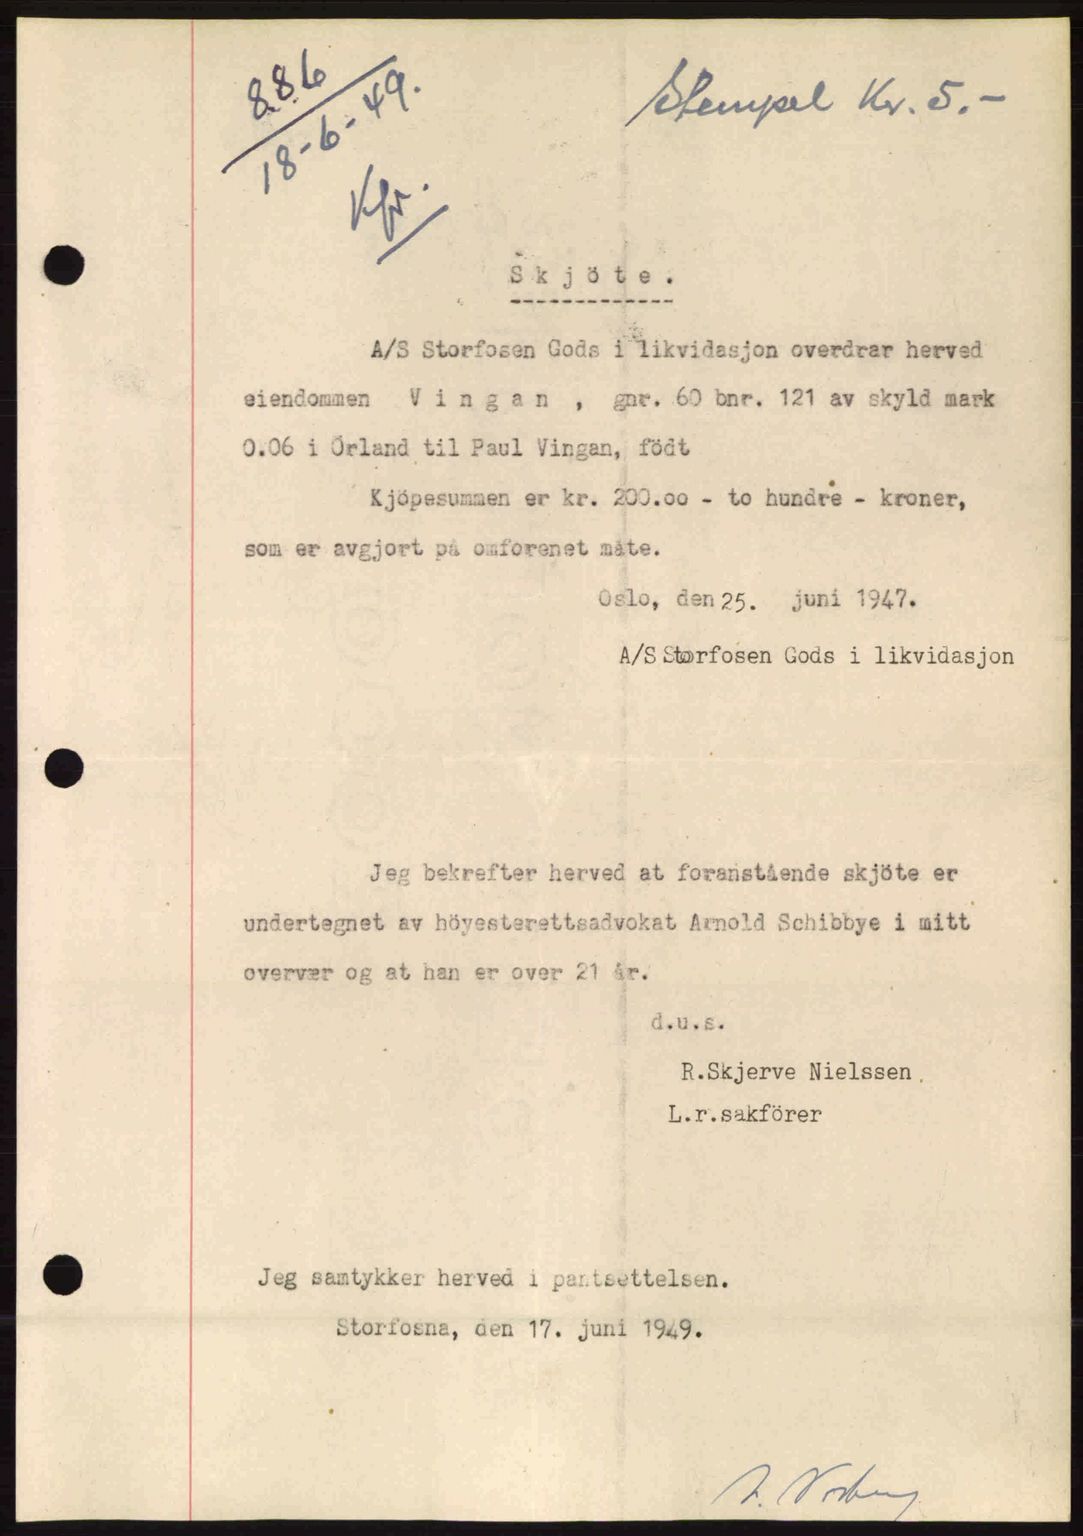 886
18-6-49.
Kfr.
Stempel Kr. 5.-
S k j ö t e .
A/S Storfosen Gods i likvidasjon overdrar herved
eiendommen V i n g a n , gnr. 60 bnr. 121 av skyld mark
0.06 i Örland til Paul Vingan, födt
Kjöpesummen er kr. 200.oo - to hundre - kroner,
som er avgjort på omforenet måte.
Oslo, den 25. juni 1947.
A/S Storfosen Gods i likvidasjon
Jeg bekrefter herved at foranstående skjöte er
undertegnet av höyesterettsadvokat Arnold Schibbye i mitt
overvær og at han er over 21 år.
d.u.s.
R.Skjerve Nielssen.
L.r.sakförer
Jeg samtykker herved i pantsettelsen.
Storfosna, den 17. juni 1949.